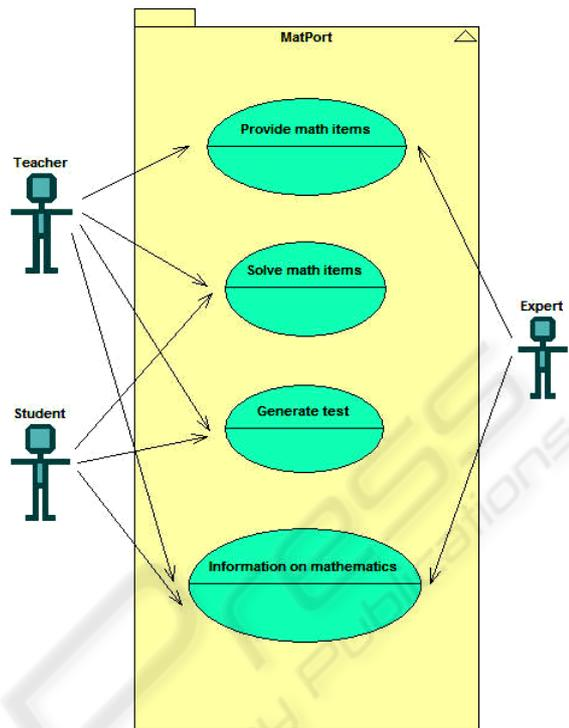 MatPort
Provide math items
Teacher
Solve math items
Expert
Generate test
Student
Information on mathematics